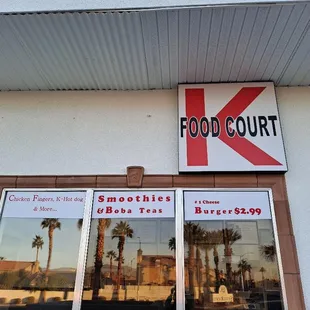 K
FOOD COURT
Chicken Fingers, K-Hot dog
& More...
Smoothies
& Boba Teas
# 1 Cheese
Burger $2.99